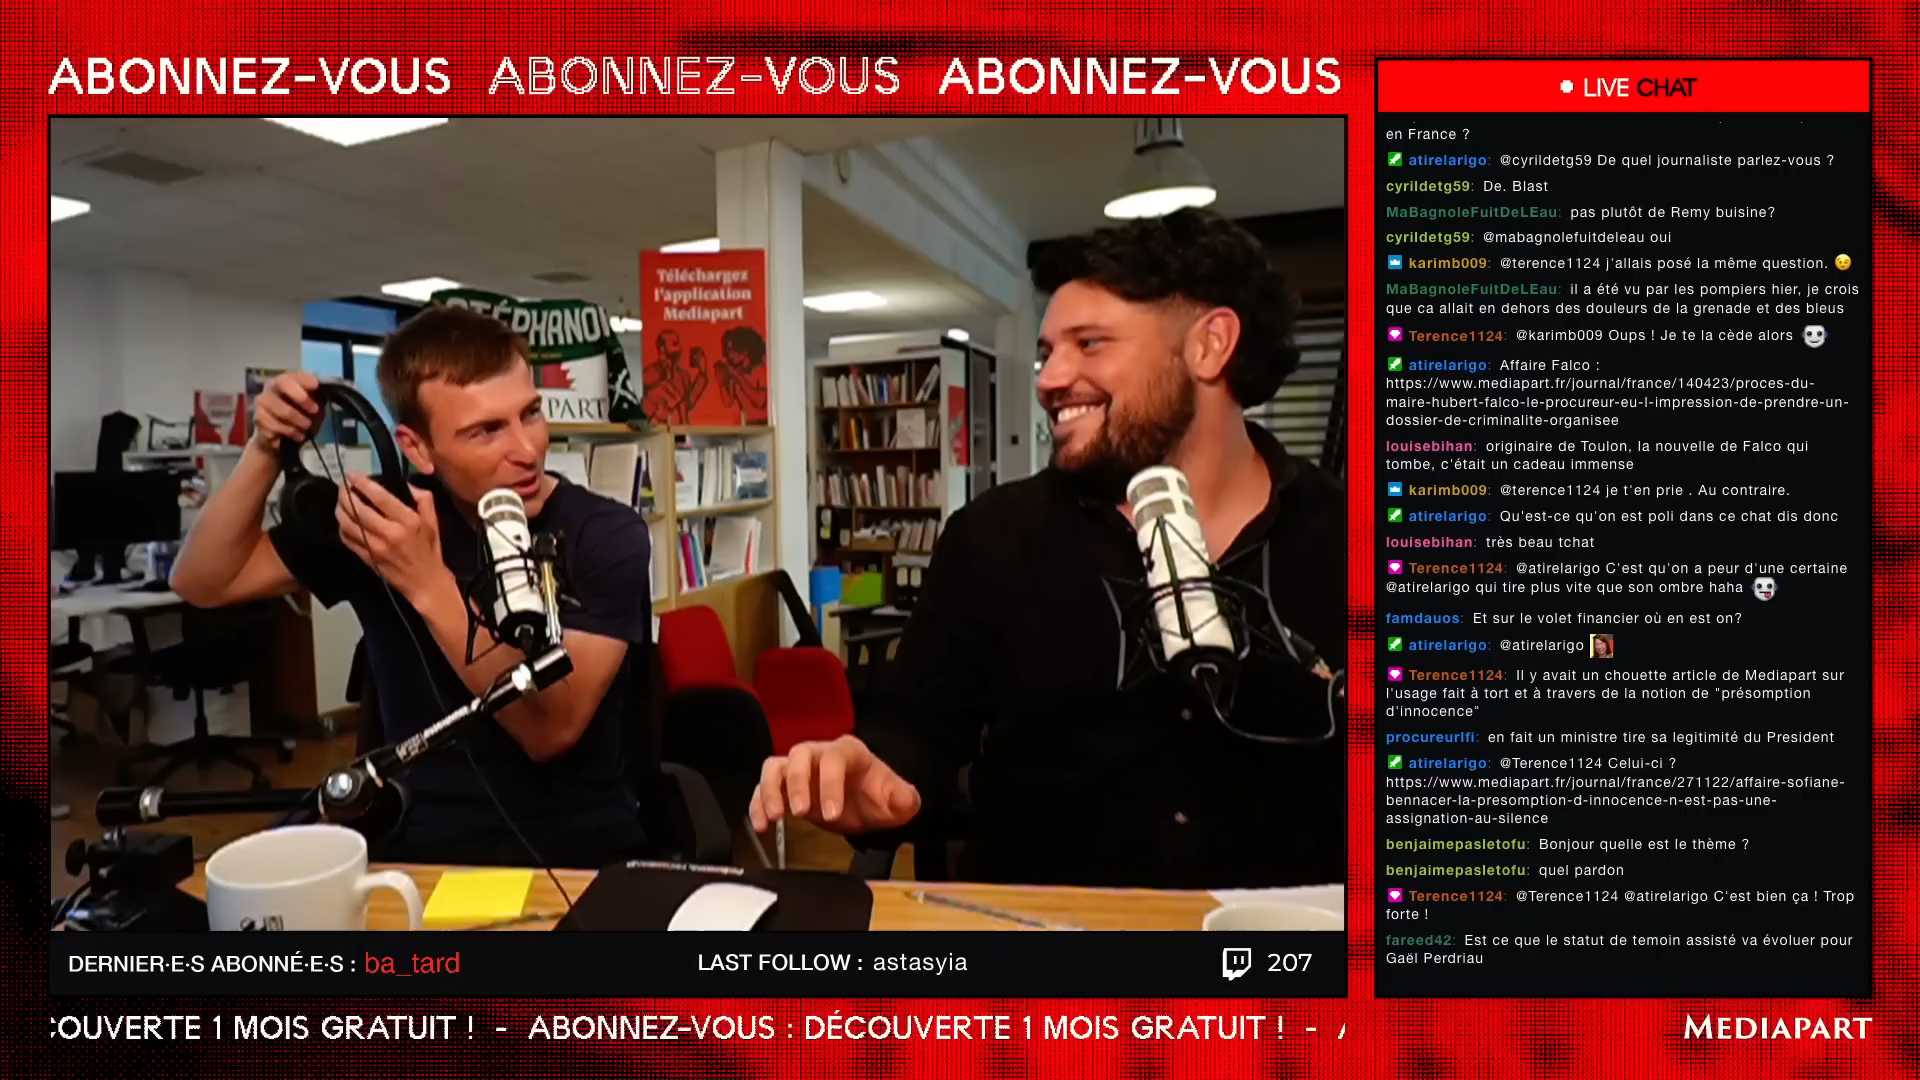 ABONNEZ-VOUS ABONNEZ-VOUS ABONNEZ-VOUS
LIVE CHAT
en France ?
atirelarigo: @cyrildetg59 De quel journaliste parlez-vous ?
cyrildetg59: De. Blast
MaBagnoleFuitDeLEau: pas plutôt de Remy buisine?
cyrildetg59: @mabagnolefuitdeleau oui
karimb009: @terence1124 j'allais posé la même question. 😉
MaBagnoleFuitDeLEau: il a été vu par les pompiers hier, je crois
que ca allait en dehors des douleurs de la grenade et des bleus
Terence1124: @karimb009 Oups ! Je te la cède alors
atirelarigo: Affaire Falco :
https://www.mediapart.fr/journal/france/140423/proces-du-
maire-hubert-falco-le-procureur-eu-l-impression-de-prendre-un-
dossier-de-criminalite-organisee
louisebihan: originaire de Toulon, la nouvelle de Falco qui
tombe, c'était un cadeau immense
karimb009: @terence1124 je t'en prie . Au contraire.
atirelarigo: Qu'est-ce qu'on est poli dans ce chat dis donc
louisebihan: très beau tchat
Terence1124: @atirelarigo C'est qu'on a peur d'une certaine
@atirelarigo qui tire plus vite que son ombre haha
famdauos: Et sur le volet financier où en est on?
atirelarigo: @atirelarigo
Terence1124: Il y avait un chouette article de Mediapart sur
l'usage fait à tort et à travers de la notion de "présomption
d'innocence"
procureurlfi: en fait un ministre tire sa legitimité du President
atirelarigo: @Terence1124 Celui-ci ?
https://www.mediapart.fr/journal/france/271122/affaire-sofiane-
bennacer-la-presomption-d-innocence-n-est-pas-une-
assignation-au-silence
benjaimepasletofu: Bonjour quelle est le thème ?
benjaimepasletofu: quel pardon
Terence1124: @Terence1124 @atirelarigo C'est bien ça ! Trop
forte !
fareed42: Est ce que le statut de temoin assisté va évoluer pour
Gaël Perdriau
Téléchargez
l'application
Mediapart
STÉPHANOI
PART
DERNIER·E·S ABONNÉ·E·S : ba_tard
LAST FOLLOW : astasyia
207
COUVERTE 1 MOIS GRATUIT ! - ABONNEZ-VOUS : DÉCOUVERTE 1 MOIS GRATUIT ! -
MEDIAPART